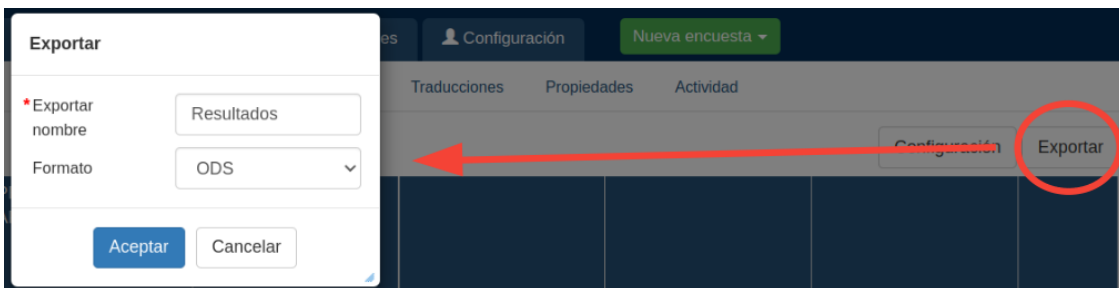 Exportar
es
Configuración
Nueva encuesta
Traducciones
Propiedades
Actividad
*Exportar
nombre
Resultados
Formato
ODS
Configuración
Exportar
Aceptar
Cancelar